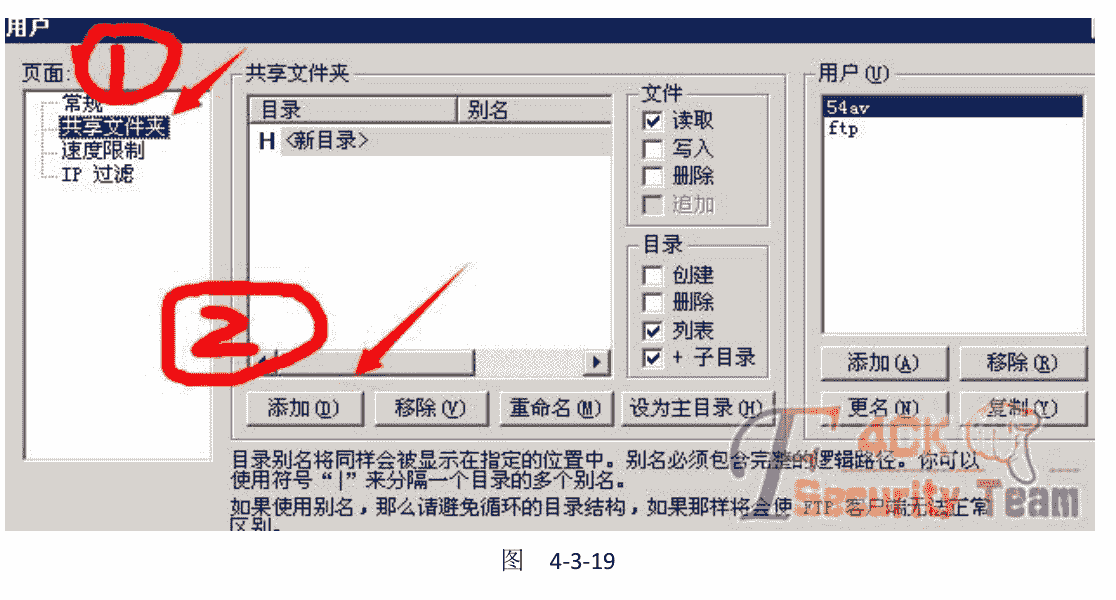 用户
页面:
1
常规
共享文件夹
速度限制
IP 过滤
共享文件夹
目录
别名
H <新目录>
2
添加(D)
移除(V)
重命名(M)
设为主目录(H)
文件
读取
写入
删除
追加
目录
创建
删除
列表
+ 子目录
用户(U)
54av
ftp
添加(A)
移除(R)
更名(N)
复制(Y)
目录别名将同样会被显示在指定的位置中。别名必须包含完整的逻辑路径。你可以
使用符号“|”来分隔一个目录的多个别名。
如果使用别名，那么请避免循环的目录结构，如果那样将会使 FTP 客户端无法正常
区别。
Security Team
图 4-3-19